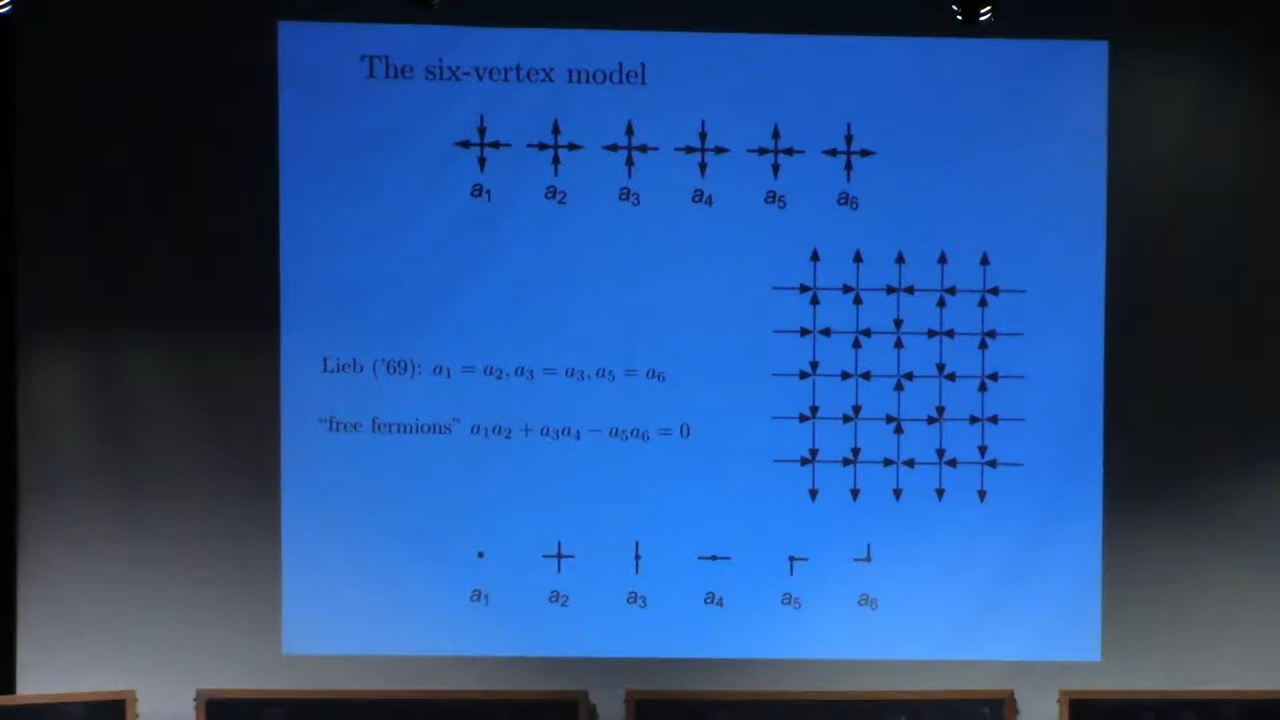 The six-vertex model
a₁ a₂ a₃ a₄ a₅ a₆
Lieb ('69): a₁ = a₂, a₃ = a₃, a₅ = a₆
“free fermions” a₁a₂ + a₃a₄ − a₅a₆ = 0
a₁ a₂ a₃ a₄ a₅ a₆